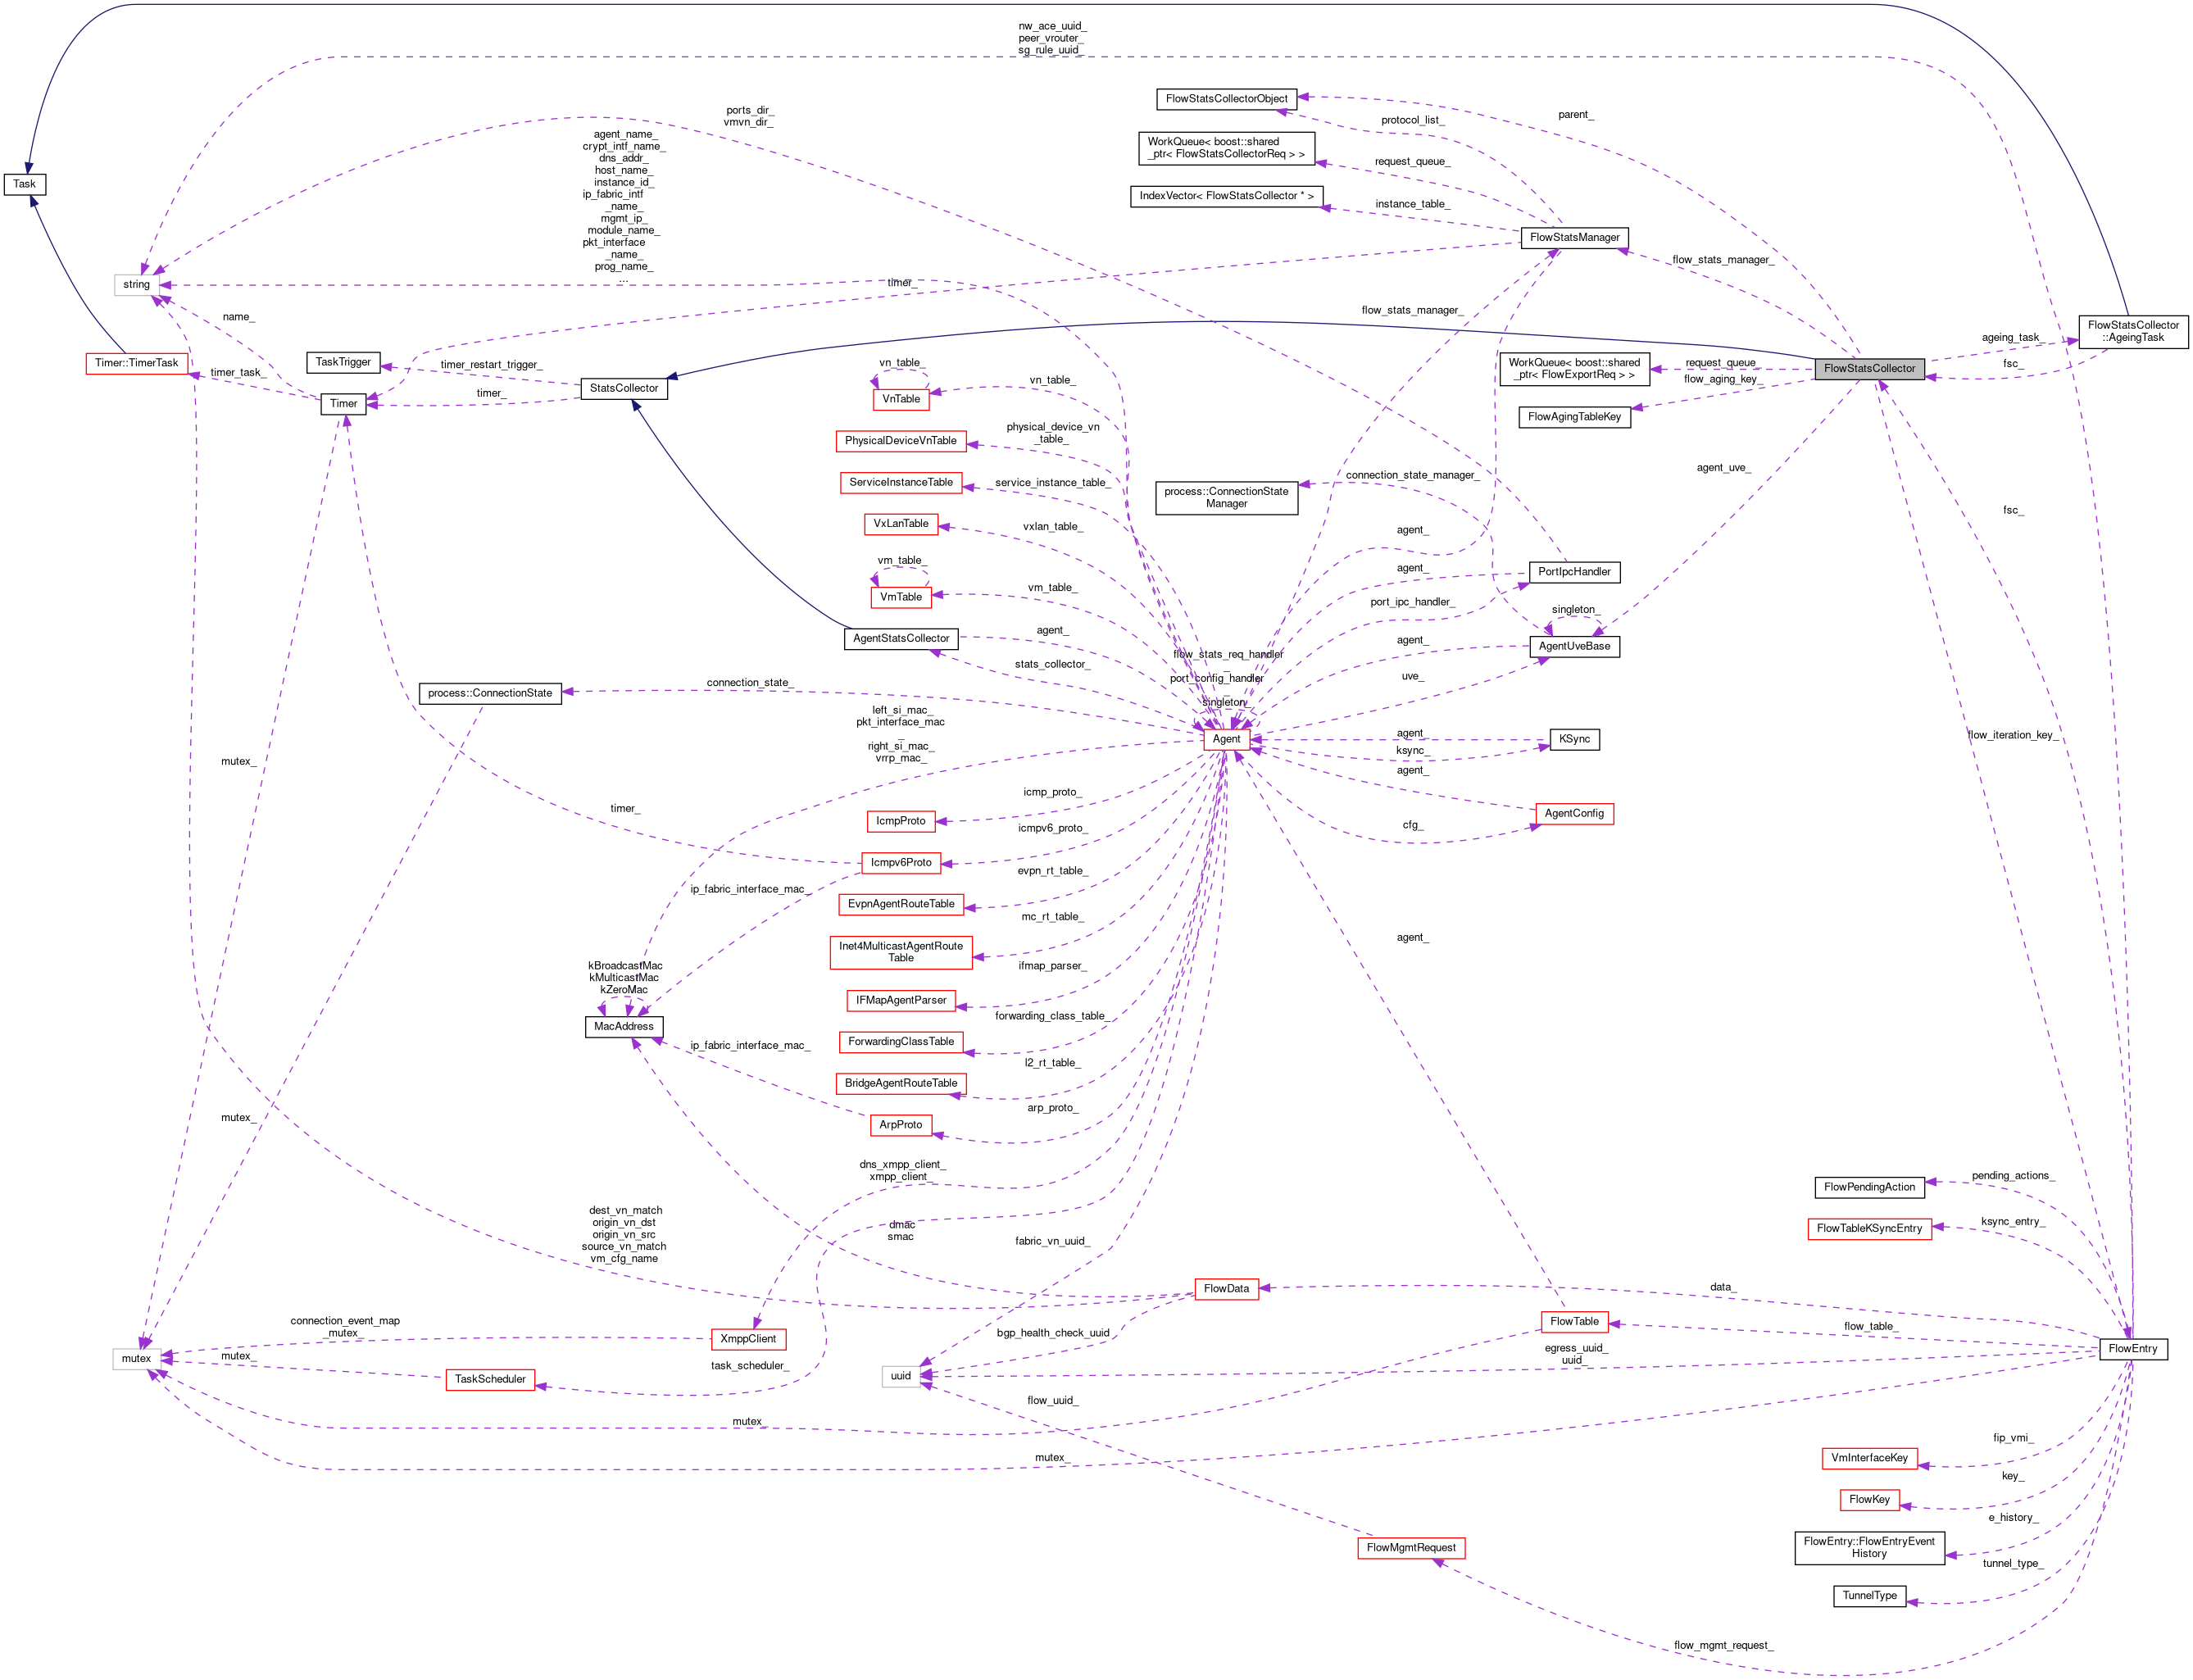 nw_ace_uuid_
peer_vrouter_
sg_rule_uuid_
FlowStatsCollectorObject
parent_
ports_dir_
vmvn_dir_
protocol_list_
agent_name_
crypt_intf_name_
dns_addr_
host_name_
instance_id_
ip_fabric_intf
_name_
mgmt_ip_
module_name_
pkt_interface
_name_
prog_name_
...
WorkQueue< boost::shared
_ptr< FlowStatsCollectorReq > >
request_queue_
Task
IndexVector< FlowStatsCollector * >
instance_table_
FlowStatsManager
flow_stats_manager_
string
timer_
name_
flow_stats_manager_
FlowStatsCollector
::AgeingTask
ageing_task_
fsc_
Timer::TimerTask
timer_task_
TaskTrigger
timer_restart_trigger_
vn_table_
WorkQueue< boost::shared
_ptr< FlowExportReq > >
request_queue_
FlowStatsCollector
flow_aging_key_
Timer
timer_
StatsCollector
VnTable
vn_table_
FlowAgingTableKey
PhysicalDeviceVnTable
physical_device_vn
_table_
ServiceInstanceTable
service_instance_table_
process::ConnectionState
Manager
connection_state_manager_
agent_uve_
fsc_
VxLanTable
vxlan_table_
agent_
vm_table_
VmTable
vm_table_
agent_
PortIpcHandler
port_ipc_handler_
singleton_
AgentStatsCollector
agent_
agent_
AgentUveBase
stats_collector_
flow_stats_req_handler
_
port_config_handler
_
singleton_
uve_
process::ConnectionState
connection_state_
left_si_mac_
pkt_interface_mac
_
right_si_mac_
vrrp_mac_
Agent
agent_
KSync
ksync_
flow_iteration_key_
mutex_
agent_
timer_
icmp_proto_
IcmpProto
AgentConfig
cfg_
icmpv6_proto_
Icmpv6Proto
ip_fabric_interface_mac_
evpn_rt_table_
EvpnAgentRouteTable
mc_rt_table_
Inet4MulticastAgentRoute
Table
agent_
kBroadcastMac
kMulticastMac
kZeroMac
ifmap_parser_
IFMapAgentParser
MacAddress
forwarding_class_table_
ForwardingClassTable
ip_fabric_interface_mac_
l2_rt_table_
BridgeAgentRouteTable
mutex_
arp_proto_
ArpProto
dns_xmpp_client_
xmpp_client_
pending_actions_
FlowPendingAction
dest_vn_match
origin_vn_dst
origin_vn_src
source_vn_match
vm_cfg_name
dmac
smac
fabric_vn_uuid_
ksync_entry_
FlowTableKSyncEntry
FlowData
data_
connection_event_map
_mutex_
XmppClient
bgp_health_check_uuid
FlowTable
flow_table_
FlowEntry
mutex
mutex_
task_scheduler_
TaskScheduler
uuid
egress_uuid_
uuid_
flow_uuid_
mutex_
mutex_
fip_vmi_
VmInterfaceKey
key_
FlowKey
e_history_
FlowEntry::FlowEntryEvent
History
FlowMgmtRequest
tunnel_type_
TunnelType
flow_mgmt_request_